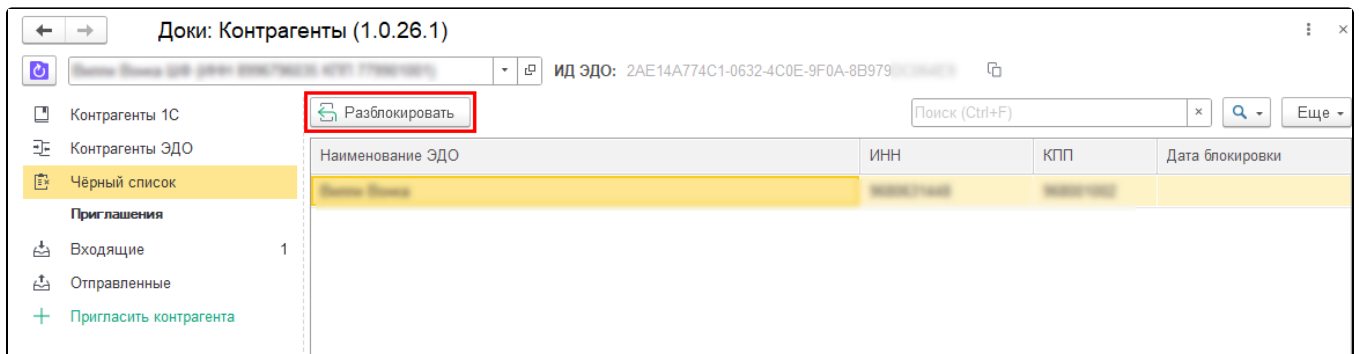 Доки: Контрагенты (1.0.26.1)
ИД ЭДО: 2AE14A774C1-0632-4C0E-9F0A-8B979
Контрагенты 1С
Разблокировать
Поиск (Ctrl+F)
Еще
Контрагенты ЭДО
Наименование ЭДО ИНН КПП Дата блокировки
Чёрный список
Приглашения
Входящие 1
Отправленные
Пригласить контрагента